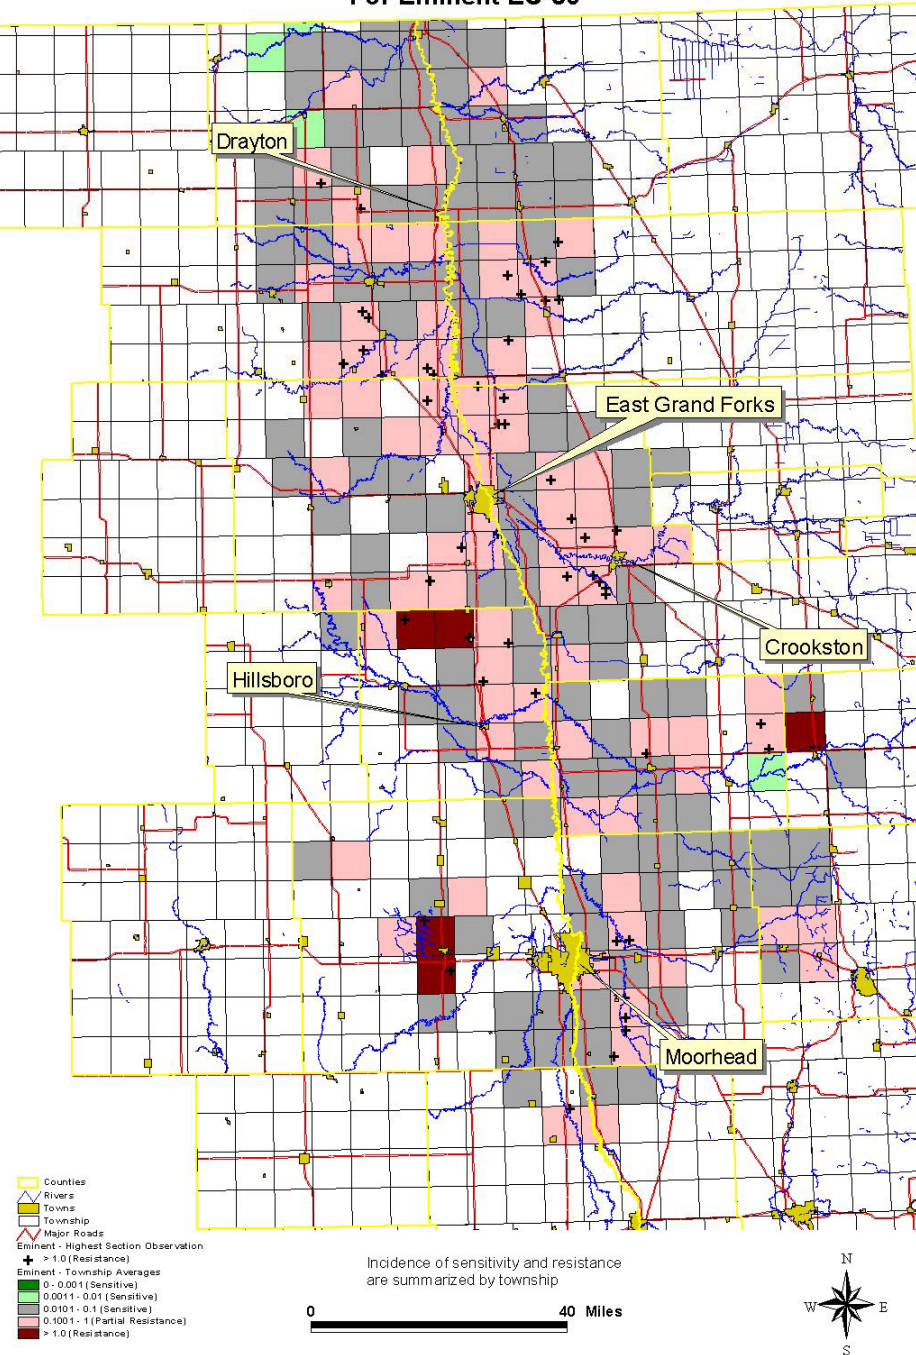 For Eminent EC-50
Drayton
East Grand Forks
Crookston
Hillsboro
Moorhead
Counties
Rivers
Towns
Township
Major Roads
Eminent - Highest Section Observation
> 1.0 (Resistance)
Eminent - Township Averages
0 - 0.001 (Sensitive)
0.0011 - 0.01 (Sensitive)
0.0101 - 0.1 (Sensitive)
0.1001 - 1 (Partial Resistance)
> 1.0 (Resistance)
Incidence of sensitivity and resistance
are summarized by township
0 40 Miles
N
W E
S